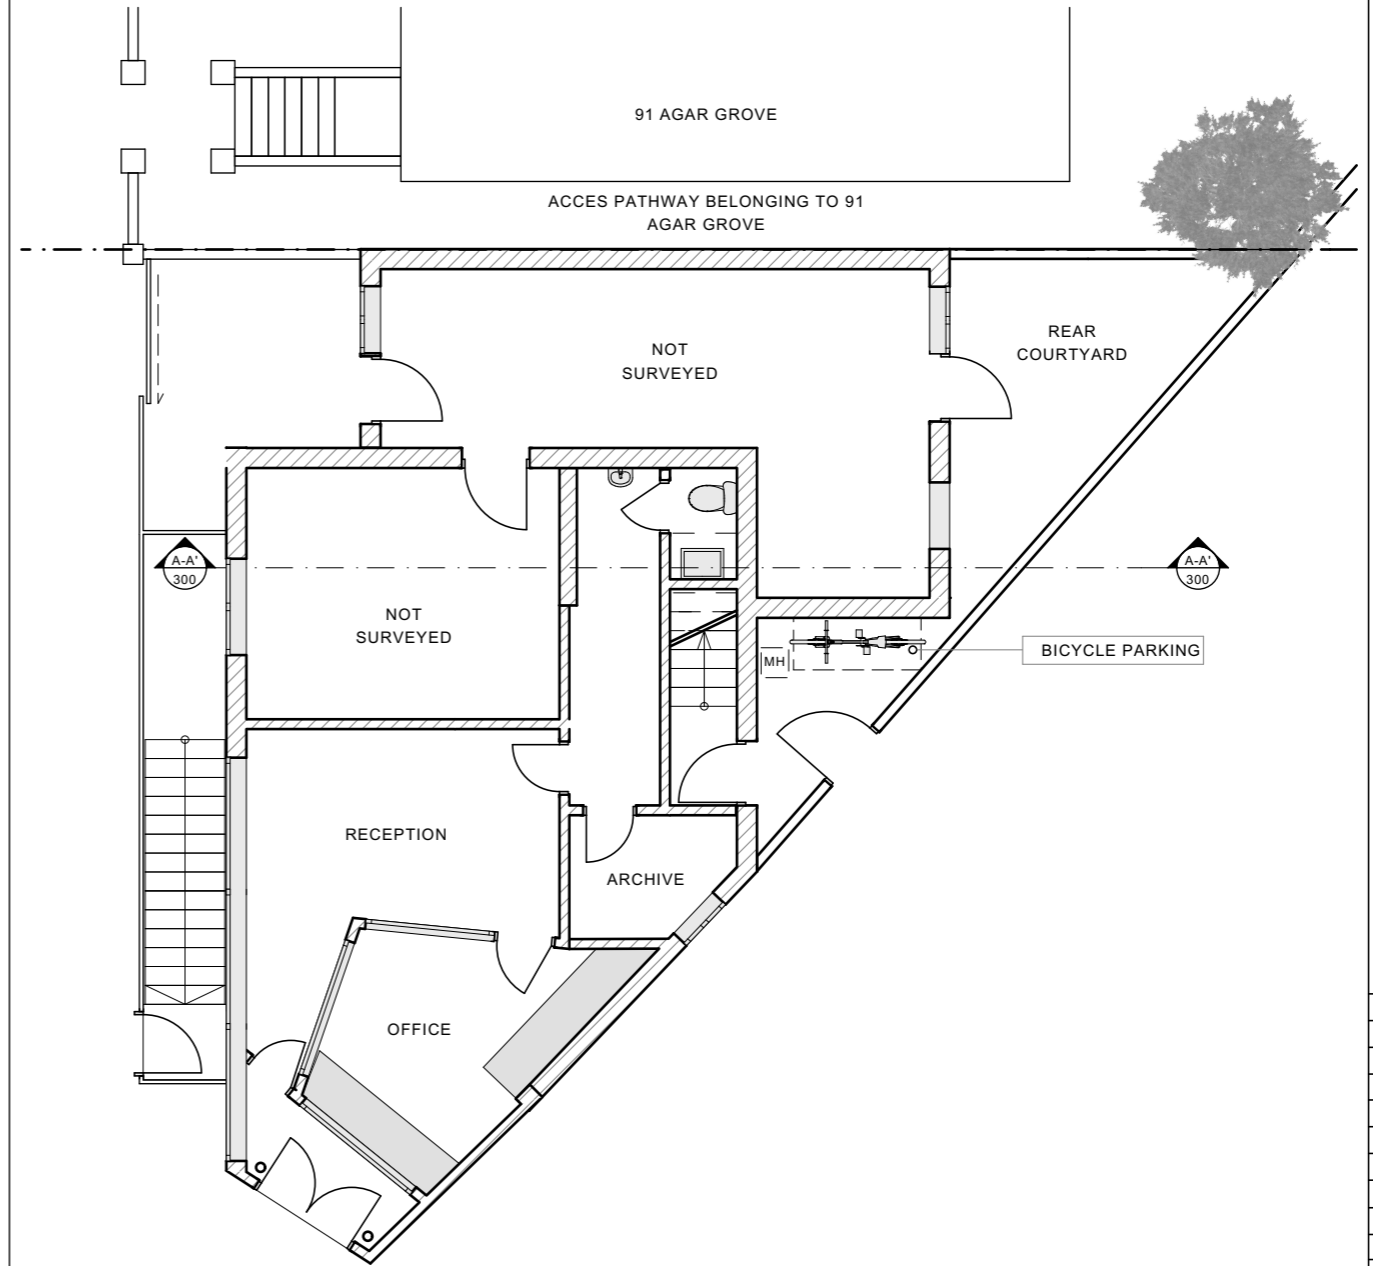 91 AGAR GROVE
ACCES PATHWAY BELONGING TO 91
AGAR GROVE
REAR
COURTYARD
NOT
SURVEYED
A-A'
300
A-A'
300
NOT
SURVEYED
BICYCLE PARKING
MH
RECEPTION
ARCHIVE
OFFICE